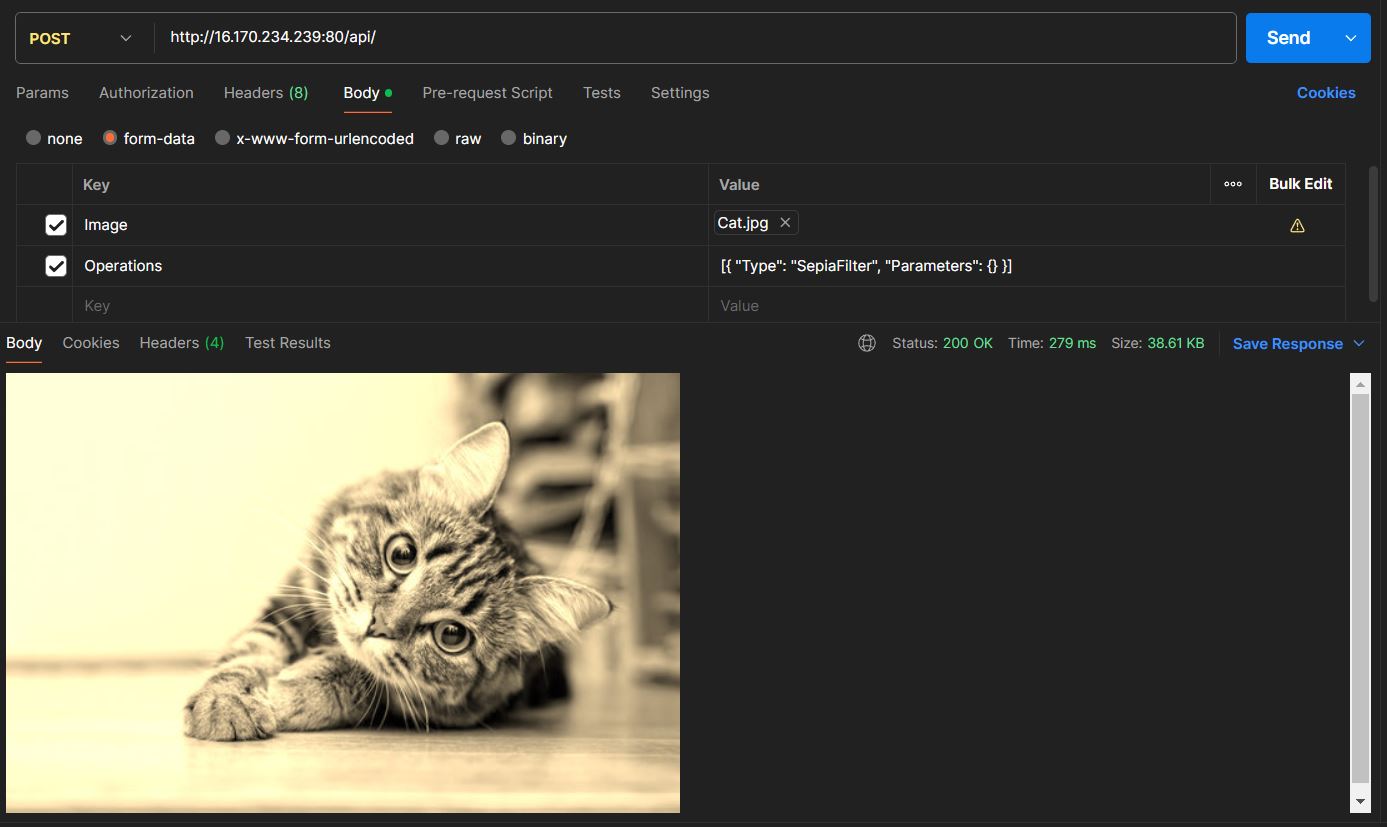 POST http://16.170.234.239:80/api/ Send
Params Authorization Headers (8) Body Pre-request Script Tests Settings Cookies
none form-data x-www-form-urlencoded raw binary
Key Value Bulk Edit
Image Cat.jpg
Operations [{ "Type": "SepiaFilter", "Parameters": {} }]
Key Value
Body Cookies Headers (4) Test Results Status: 200 OK Time: 279 ms Size: 38.61 KB Save Response